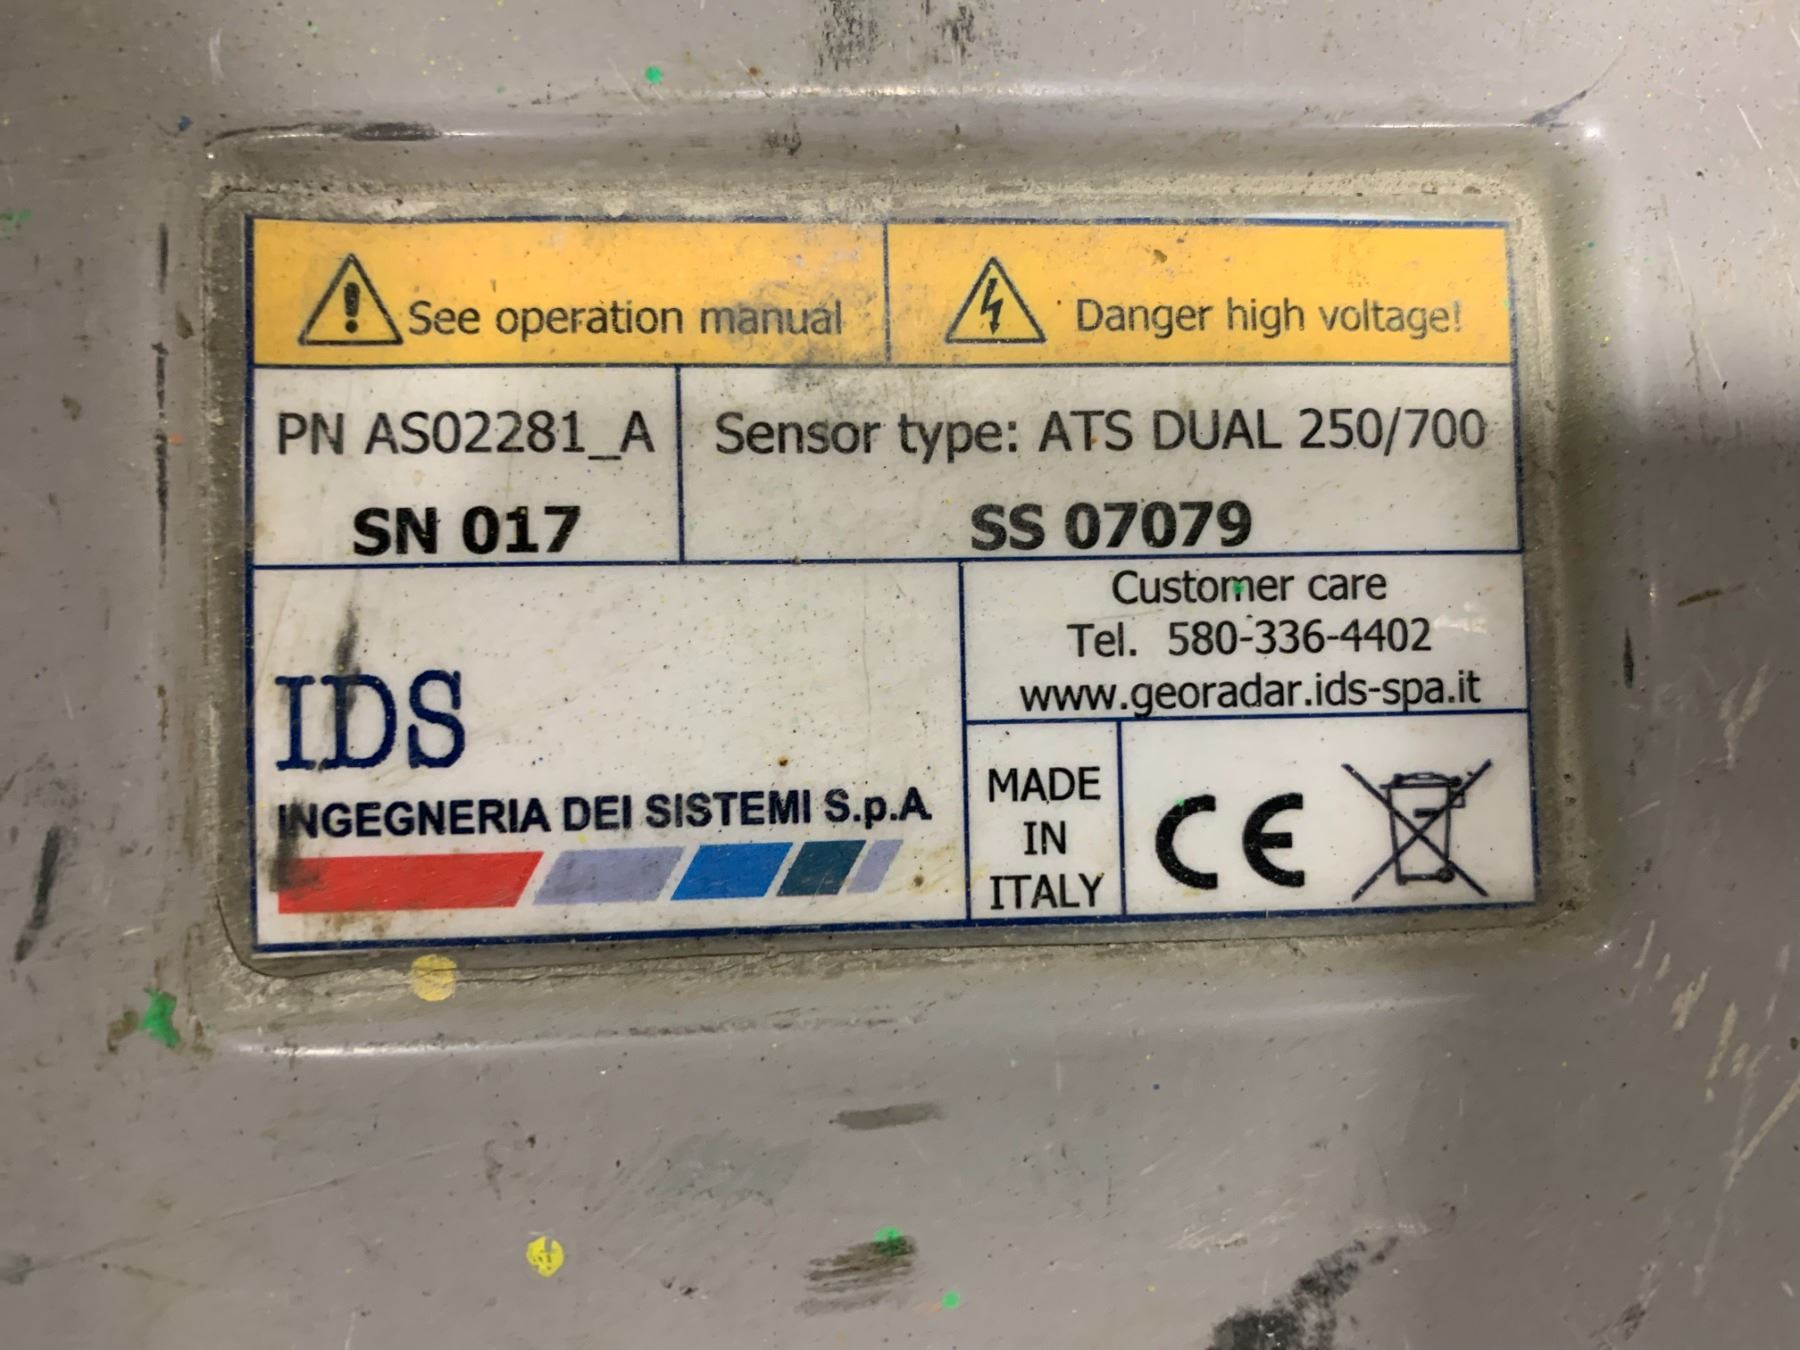 See operation manual
Danger high voltage!
PN AS02281_A
SN 017
Sensor type: ATS DUAL 250/700
SS 07079
IDS
INGEGNERIA DEI SISTEMI S.p.A
Customer care
Tel. 580-336-4402
www.georadar.ids-spa.it
MADE
IN
ITALY
CE